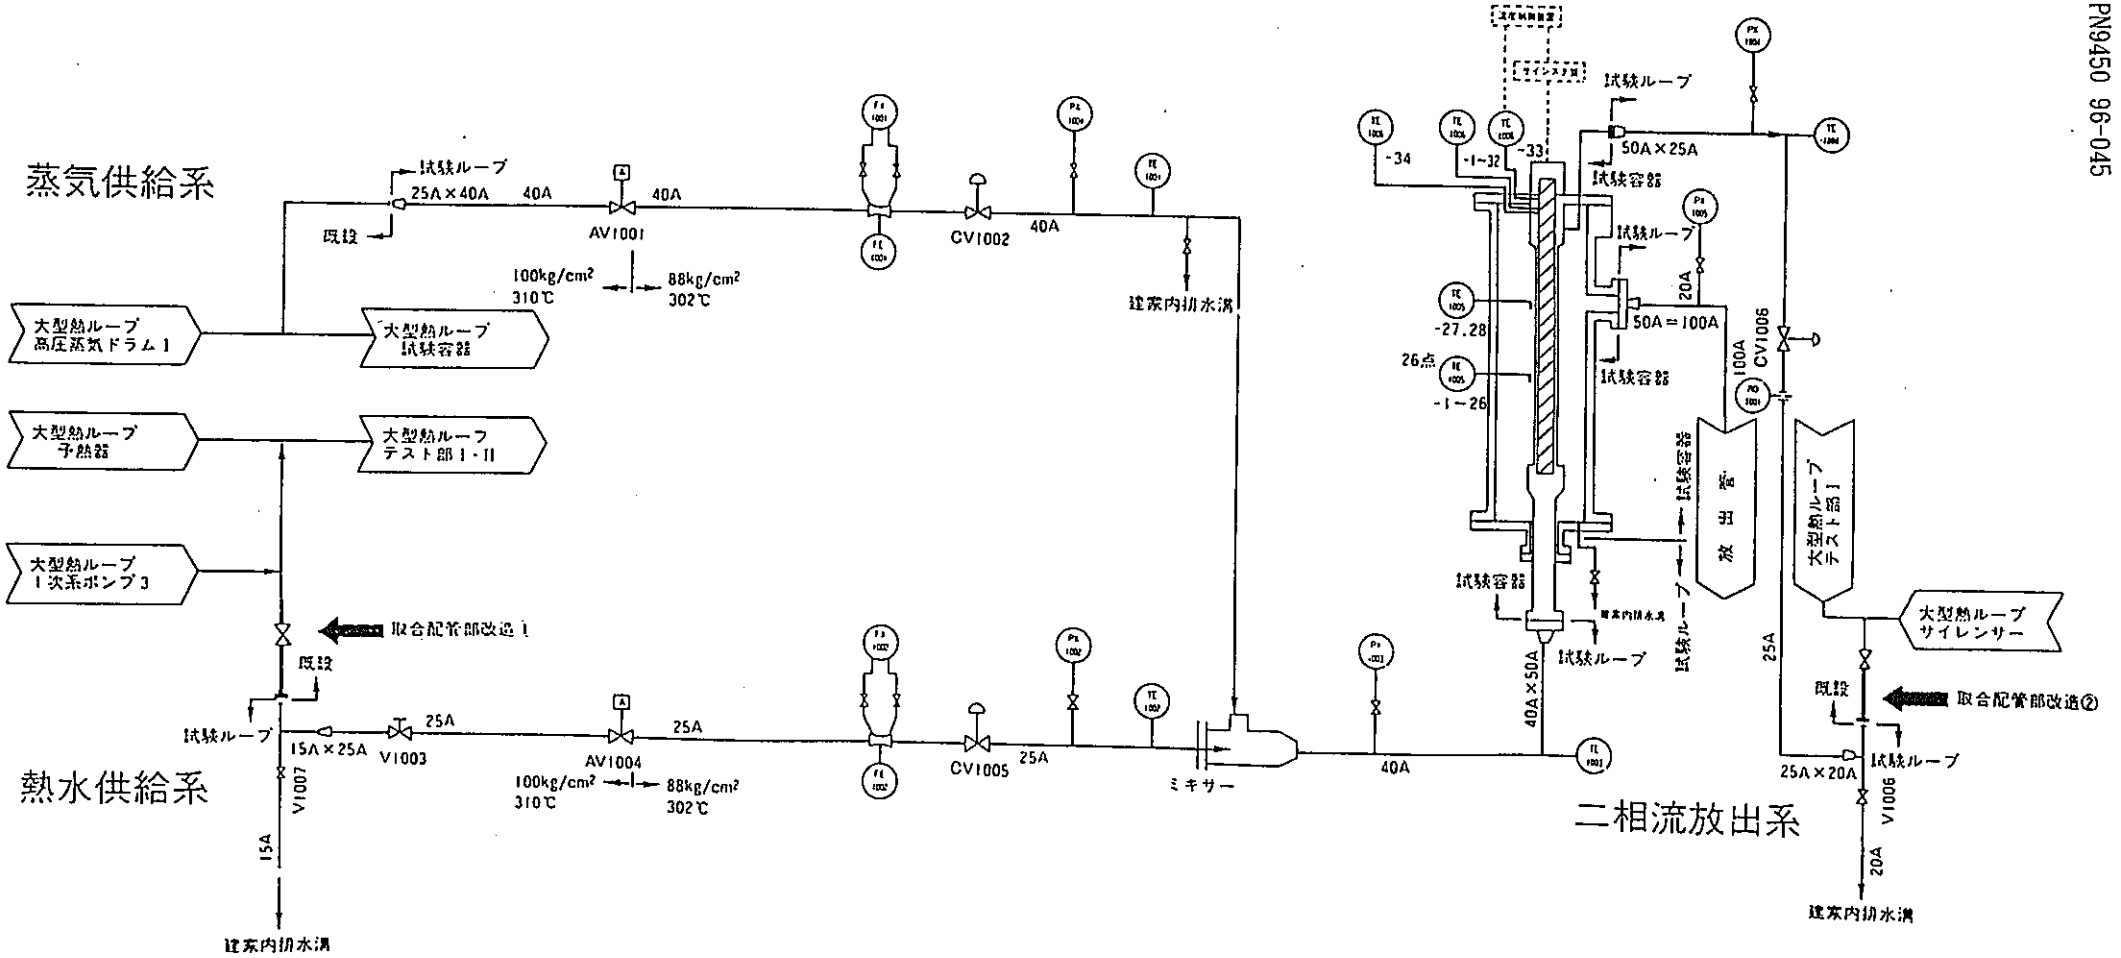 PN9450 96-045
蒸気供給系
試験ループ
25A×40A
40A
40A
既設
AV1001
100kg/cm²
310℃
88kg/cm²
302℃
CV1002
40A
建家内排水溝
大型熱ループ
高圧蒸気ドラム1
大型熱ループ
試験容器
大型熱ループ
予熱器
大型熱ループ
テスト部Ⅰ・Ⅱ
大型熱ループ
1次系ポンプ3
取合配管部改造1
既設
試験ループ
15A×25A
V1003
25A
AV1004
100kg/cm²
310℃
88kg/cm²
302℃
25A
CV1005
25A
ミキサー
熱水供給系
V1007
15A
建家内排水溝
40A
TE
1005
-27.28
26点
TE
1005
-1~26
-34
-1~32
-33
試験ループ
50A×25A
試験容器
試験ループ
20A
50A=100A
試験容器
100A
CV1006
試験容器
試験ループ
放出管
大型熱ループ
テスト部Ⅰ
試験容器
建家内排水溝
試験ループ
40A×50A
25A
大型熱ループ
サイレンサー
既設
取合配管部改造②
試験ループ
25A×20A
V1006
20A
建家内排水溝
二相流放出系